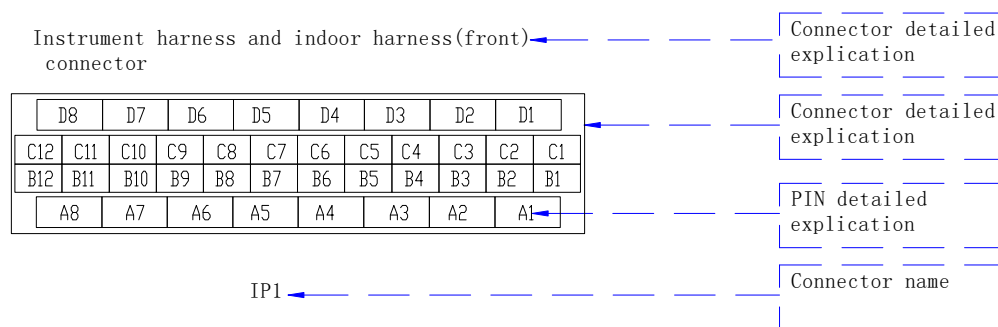 Instrument harness and indoor harness(front)
connector
Connector detailed
explication
D8 D7 D6 D5 D4 D3 D2 D1
Connector detailed
explication
C12 C11 C10 C9 C8 C7 C6 C5 C4 C3 C2 C1
B12 B11 B10 B9 B8 B7 B6 B5 B4 B3 B2 B1
A8 A7 A6 A5 A4 A3 A2 A1
PIN detailed
explication
IP1
Connector name